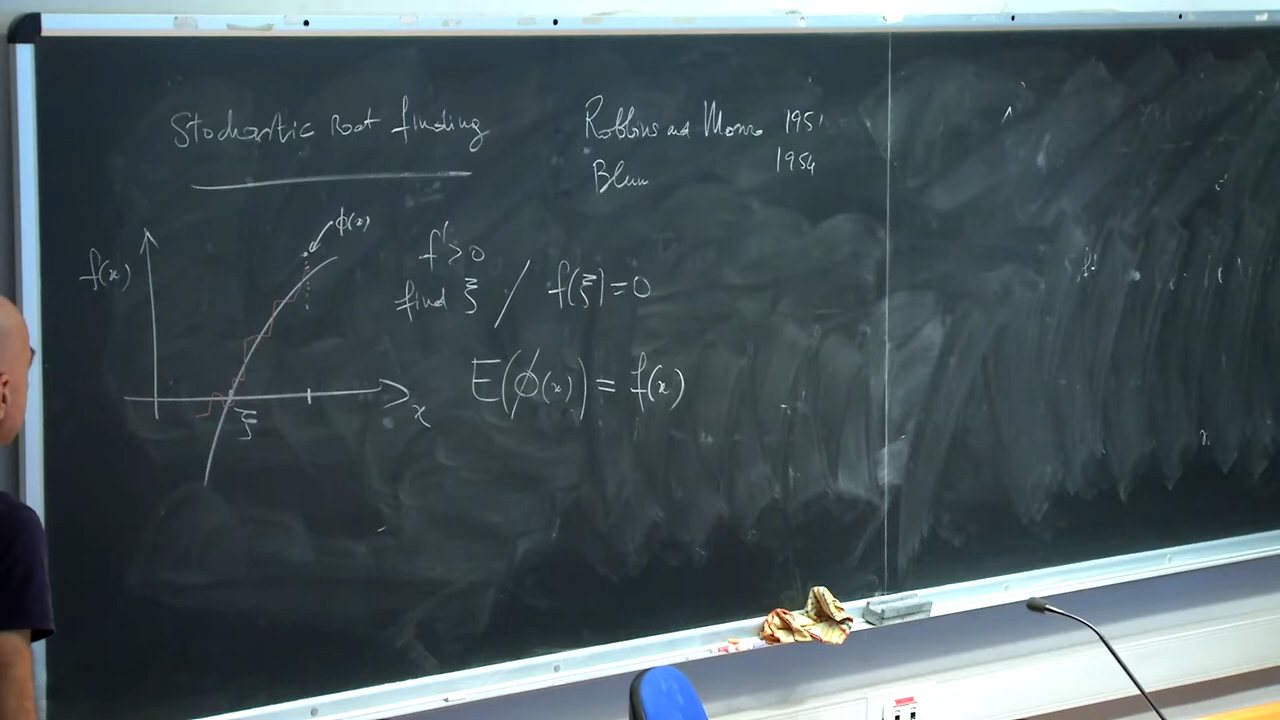 Stochastic Root finding
Robbins and Monro 1951
Blum 1954
f(x)
ϕ(x)
f' > 0
find ξ / f(ξ) = 0
E(ϕ(x)) = f(x)
ξ
x